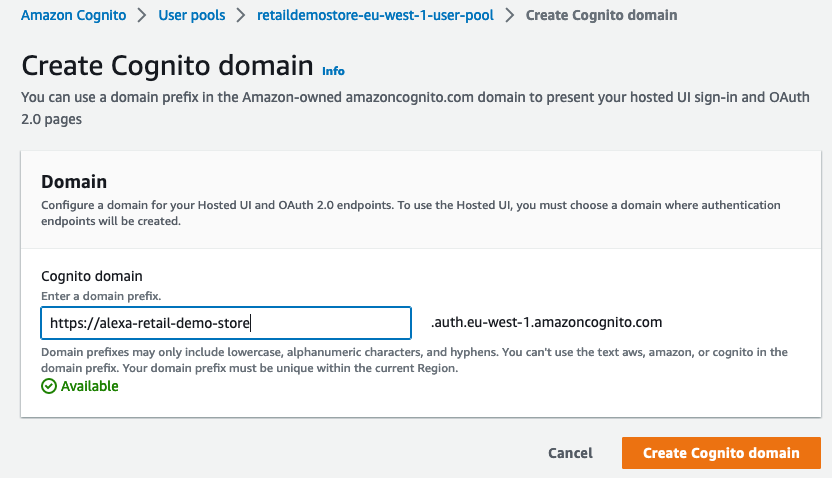 Amazon Cognito > User pools > retaildemostore-eu-west-1-user-pool > Create Cognito domain
Create Cognito domain Info
You can use a domain prefix in the Amazon-owned amazoncognito.com domain to present your hosted UI sign-in and OAuth
2.0 pages
Domain
Configure a domain for your Hosted UI and OAuth 2.0 endpoints. To use the Hosted UI, you must choose a domain where authentication
endpoints will be created.
Cognito domain
Enter a domain prefix.
https://alexa-retail-demo-store .auth.eu-west-1.amazoncognito.com
Domain prefixes may only include lowercase, alphanumeric characters, and hyphens. You can't use the text aws, amazon, or cognito in the
domain prefix. Your domain prefix must be unique within the current Region.
Available
Cancel Create Cognito domain